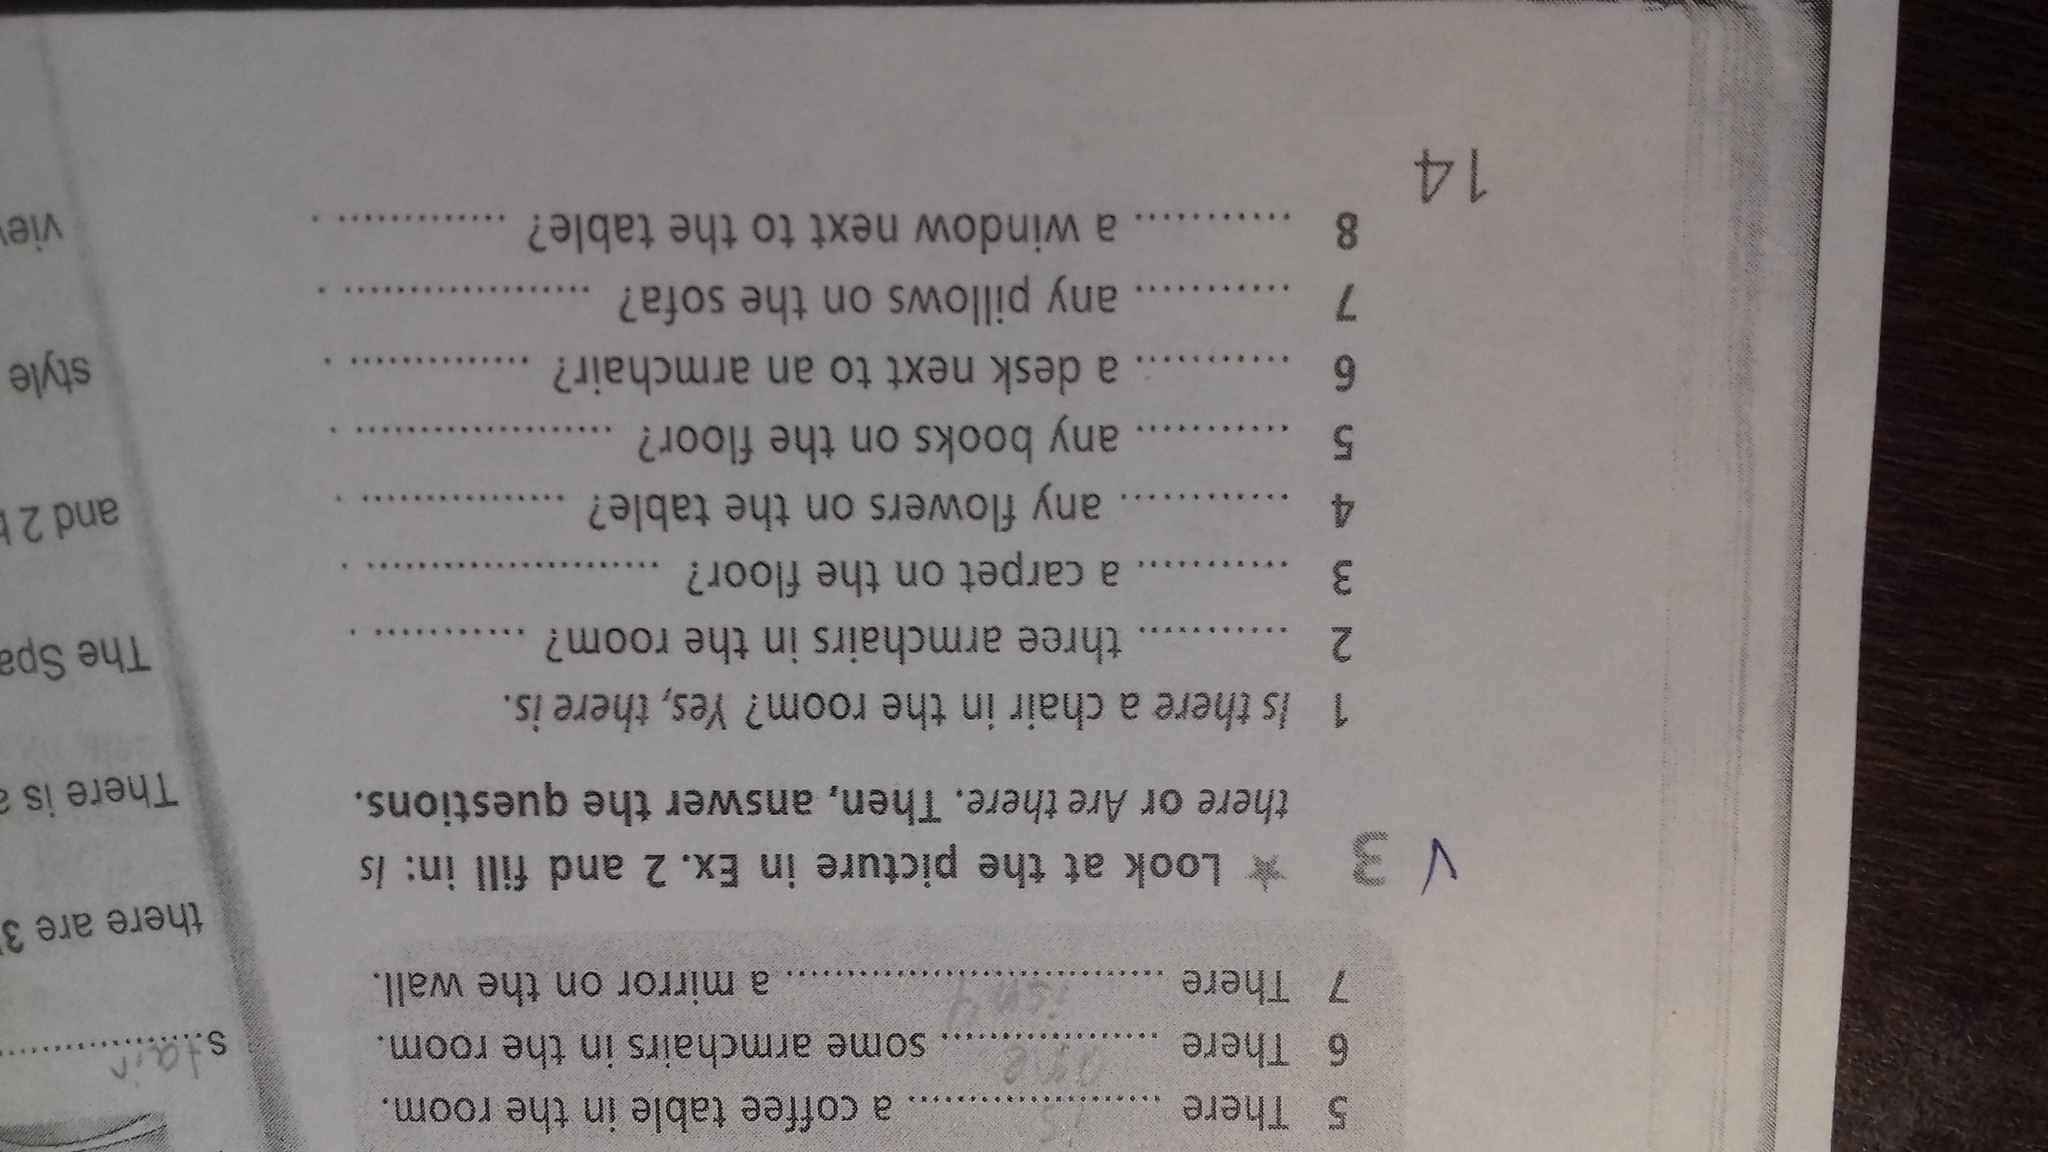 5 There is a coffee table in the room.
6 There are some armchairs in the room.
7 There isn't a mirror on the wall.
✓ 3 ★ Look at the picture in Ex. 2 and fill in: Is
there or Are there. Then, answer the questions.
1 Is there a chair in the room? Yes, there is.
2 ............ three armchairs in the room? ............ .
3 ............ a carpet on the floor? ....................... .
4 ............. any flowers on the table? ................ .
5 ............ any books on the floor? .................... .
6 ............ a desk next to an armchair? .............. .
7 ............ any pillows on the sofa? ................... .
8 ............ a window next to the table? ............. .
14
stair
there are 3
There is a
The Spa
and 2
style